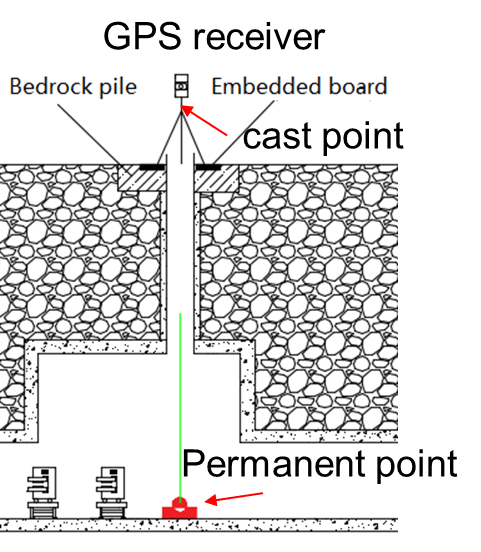 GPS receiver
Bedrock pile
Embedded board
cast point
Permanent point